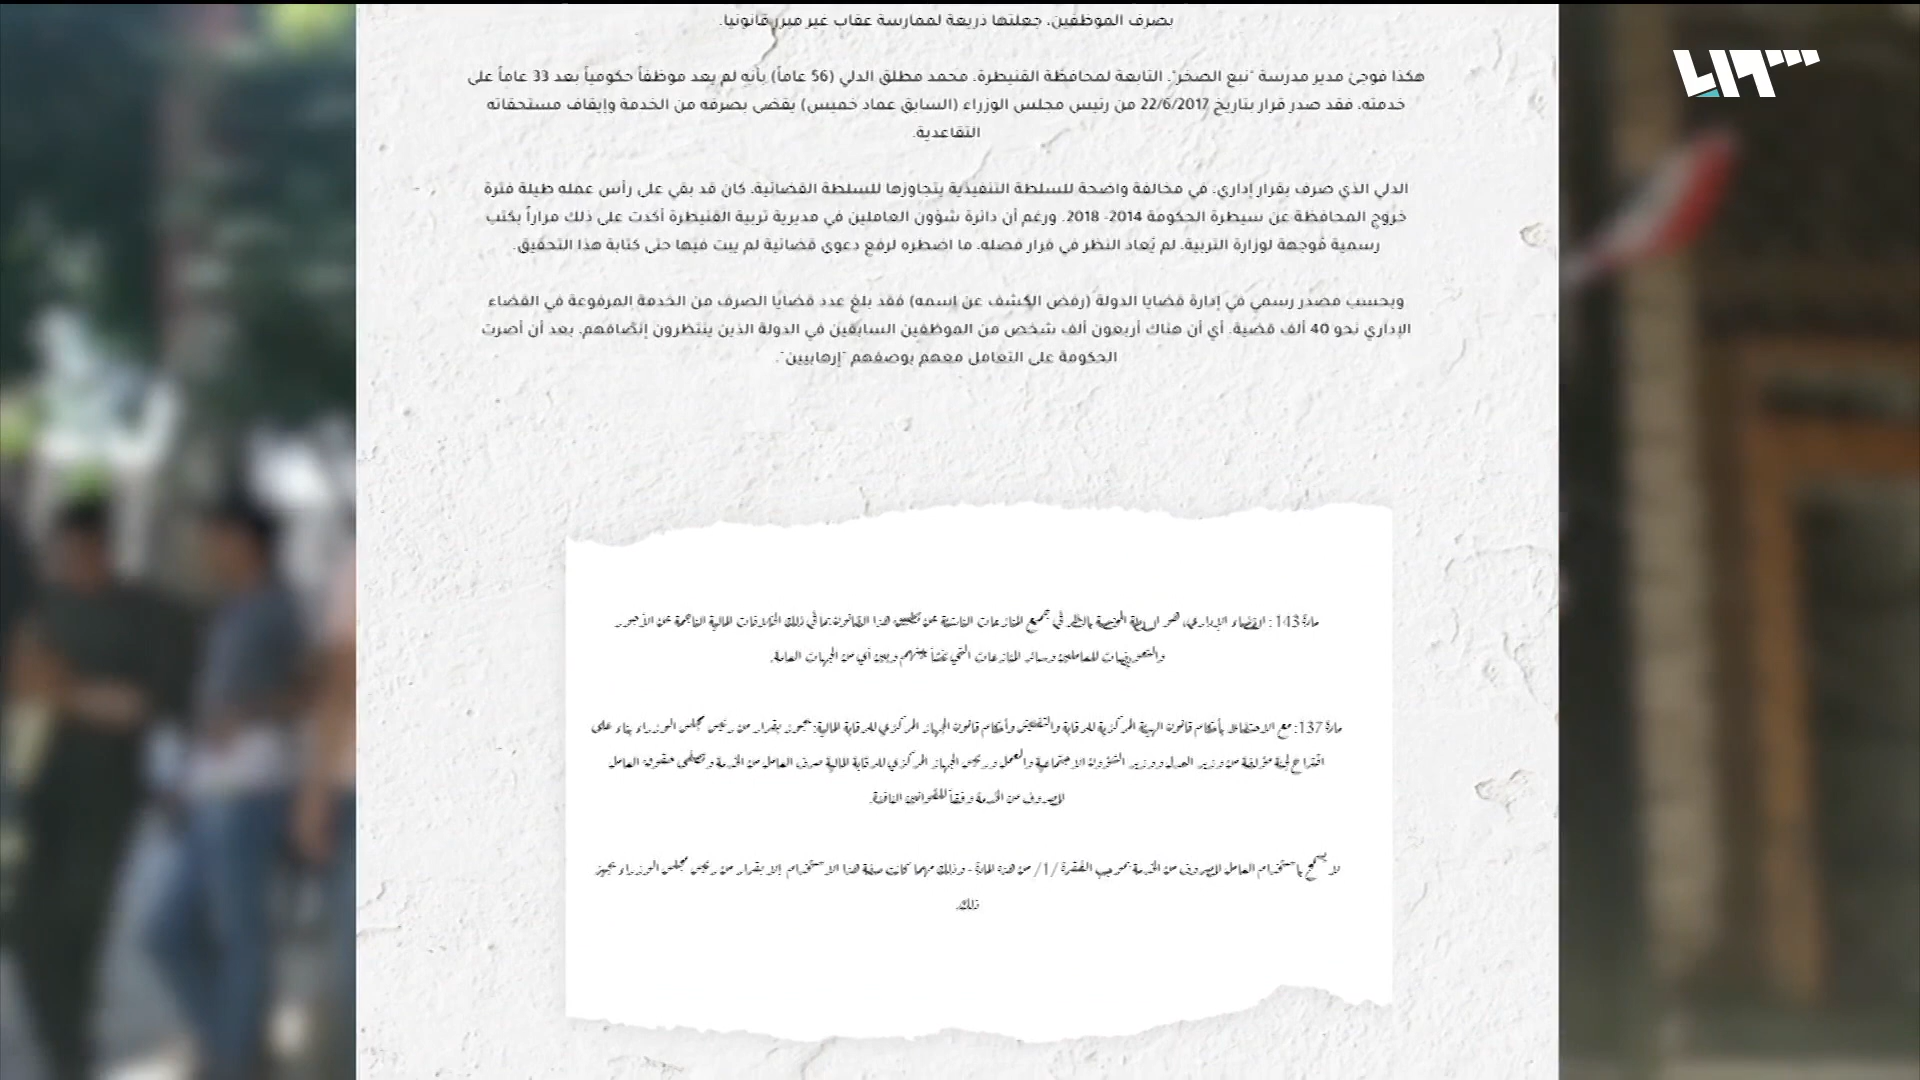 بصرف الموظفين، جعلتها ذريعة لممارسة عقاب غير مبرر قانونياً.
هكذا فوجئ مدير مدرسة "نبع الصخر"، التابعة لمحافظة القنيطرة، محمد مطلق الدلي (56 عاماً) بأنه لم يعد موظفاً حكومياً بعد 33 عاماً على
خدمته، فقد صدر قرار بتاريخ 22/6/2017 من رئيس مجلس الوزراء (السابق عماد خميس) يقضي بصرفه من الخدمة وإيقاف مستحقاته
التقاعدية.
الدلي الذي صرف بقرار إداري، في مخالفة واضحة للسلطة التنفيذية بتجاوزها للسلطة القضائية، كان قد بقي على رأس عمله طيلة فترة
خروج المحافظة عن سيطرة الحكومة 2014- 2018. ورغم أن دائرة شؤون العاملين في مديرية تربية القنيطرة أكدت على ذلك مراراً بكتب
رسمية مُوجهة لوزارة التربية، لم يُعاد النظر في قرار فصله، ما اضطره لرفع دعوى قضائية لم يبت فيها حتى كتابة هذا التحقيق.
وبحسب مصدر رسمي في إدارة قضايا الدولة (رفض الكشف عن اسمه) فقد بلغ عدد قضايا الصرف من الخدمة المرفوعة في القضاء
الإداري نحو 40 ألف قضية، أي أن هناك أربعون ألف شخص من الموظفين السابقين في الدولة الذين ينتظرون إنصافهم، بعد أن أصرت
الحكومة على التعامل معهم بوصفهم "إرهابيين".
مادة 143 : القضاء الإداري، هو الجهة المختصة بالنظر في جميع المنازعات الناشئة عن تطبيق هذا القانون بما في ذلك الخلافات المالية الناجمة عن الأجور
والتعويضات للعاملين وسائر المنازعات التي تنشأ بينهم وبين أي من الجهات العامة.
مادة 137: مع الاحتفاظ بأحكام قانون الهيئة المركزية للرقابة والتفتيش وأحكام قانون الجهاز المركزي للرقابة المالية: يجوز بقرار من رئيس مجلس الوزراء بناء على
اقتراح لجنة مؤلفة من وزير العدل ووزير الشؤون الاجتماعية والعمل ورئيس الجهاز المركزي للرقابة المالية صرف العامل من الخدمة وتصفى حقوق العامل
المصروف من الخدمة وفقاً للقوانين النافذة.
لا يسمح باستخدام العامل المصروف من الخدمة بموجب الفقرة /1/ من هذه المادة - وذلك مهما كانت صفة هذا الاستخدام إلا بقرار من رئيس مجلس الوزراء يجيز
ذلك.